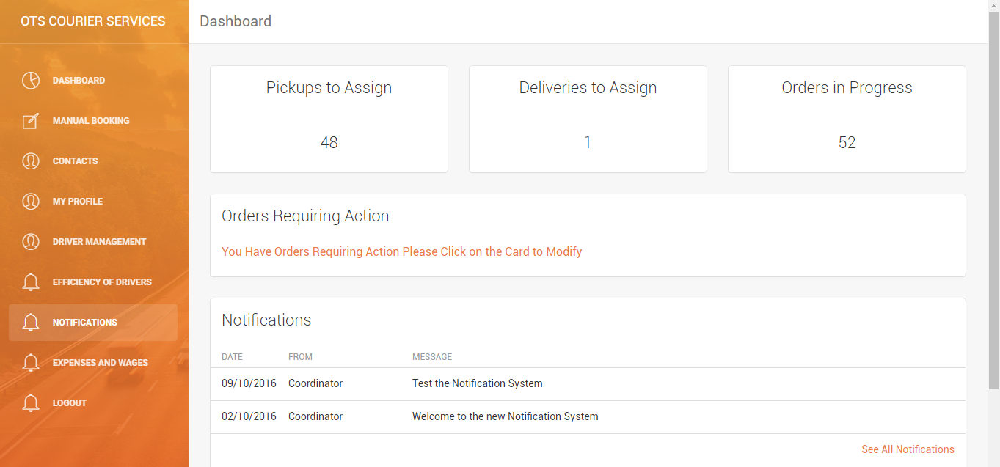 OTS COURIER SERVICES
DASHBOARD
MANUAL BOOKING
CONTACTS
MY PROFILE
DRIVER MANAGEMENT
EFFICIENCY OF DRIVERS
NOTIFICATIONS
EXPENSES AND WAGES
LOGOUT
Dashboard
Pickups to Assign
48
Deliveries to Assign
1
Orders in Progress
52
Orders Requiring Action
You Have Orders Requiring Action Please Click on the Card to Modify
Notifications
DATE FROM MESSAGE
09/10/2016 Coordinator Test the Notification System
02/10/2016 Coordinator Welcome to the new Notification System
See All Notifications